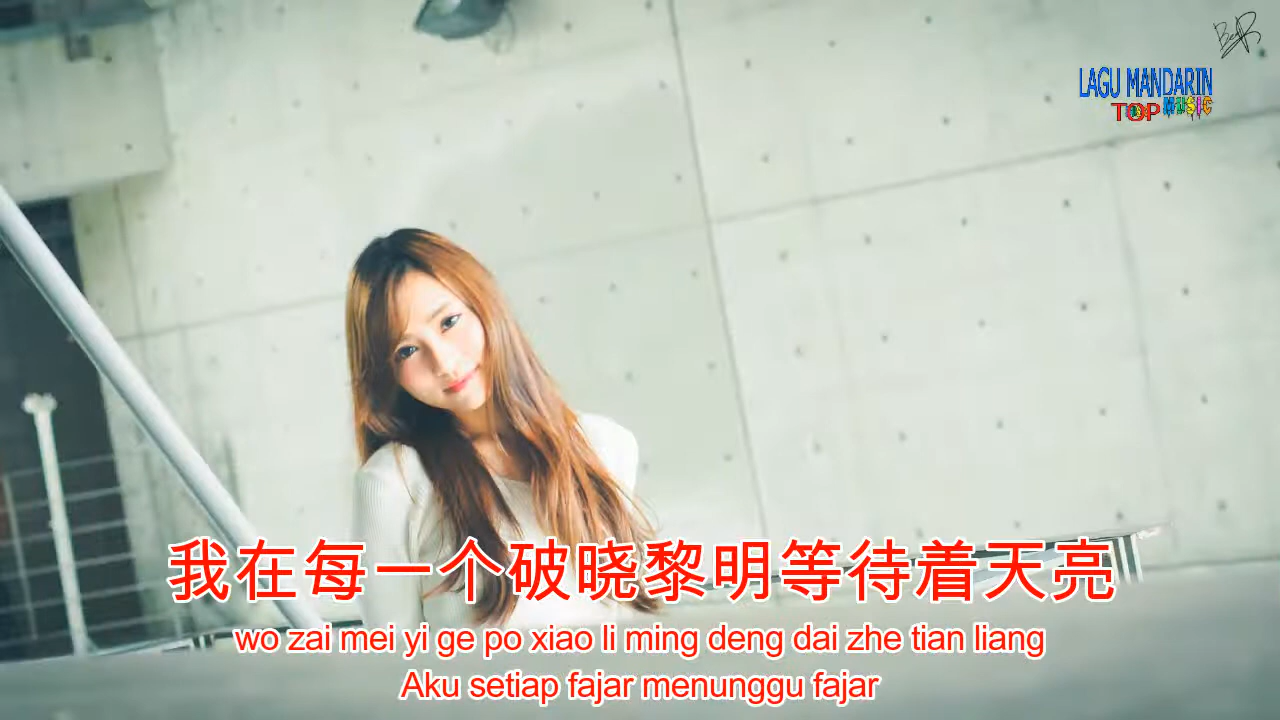 LAGU MANDARIN
TOP MUSIC
我在每一个破晓黎明等待着天亮
wo zai mei yi ge po xiao li ming deng dai zhe tian liang
Aku setiap fajar menunggu fajar